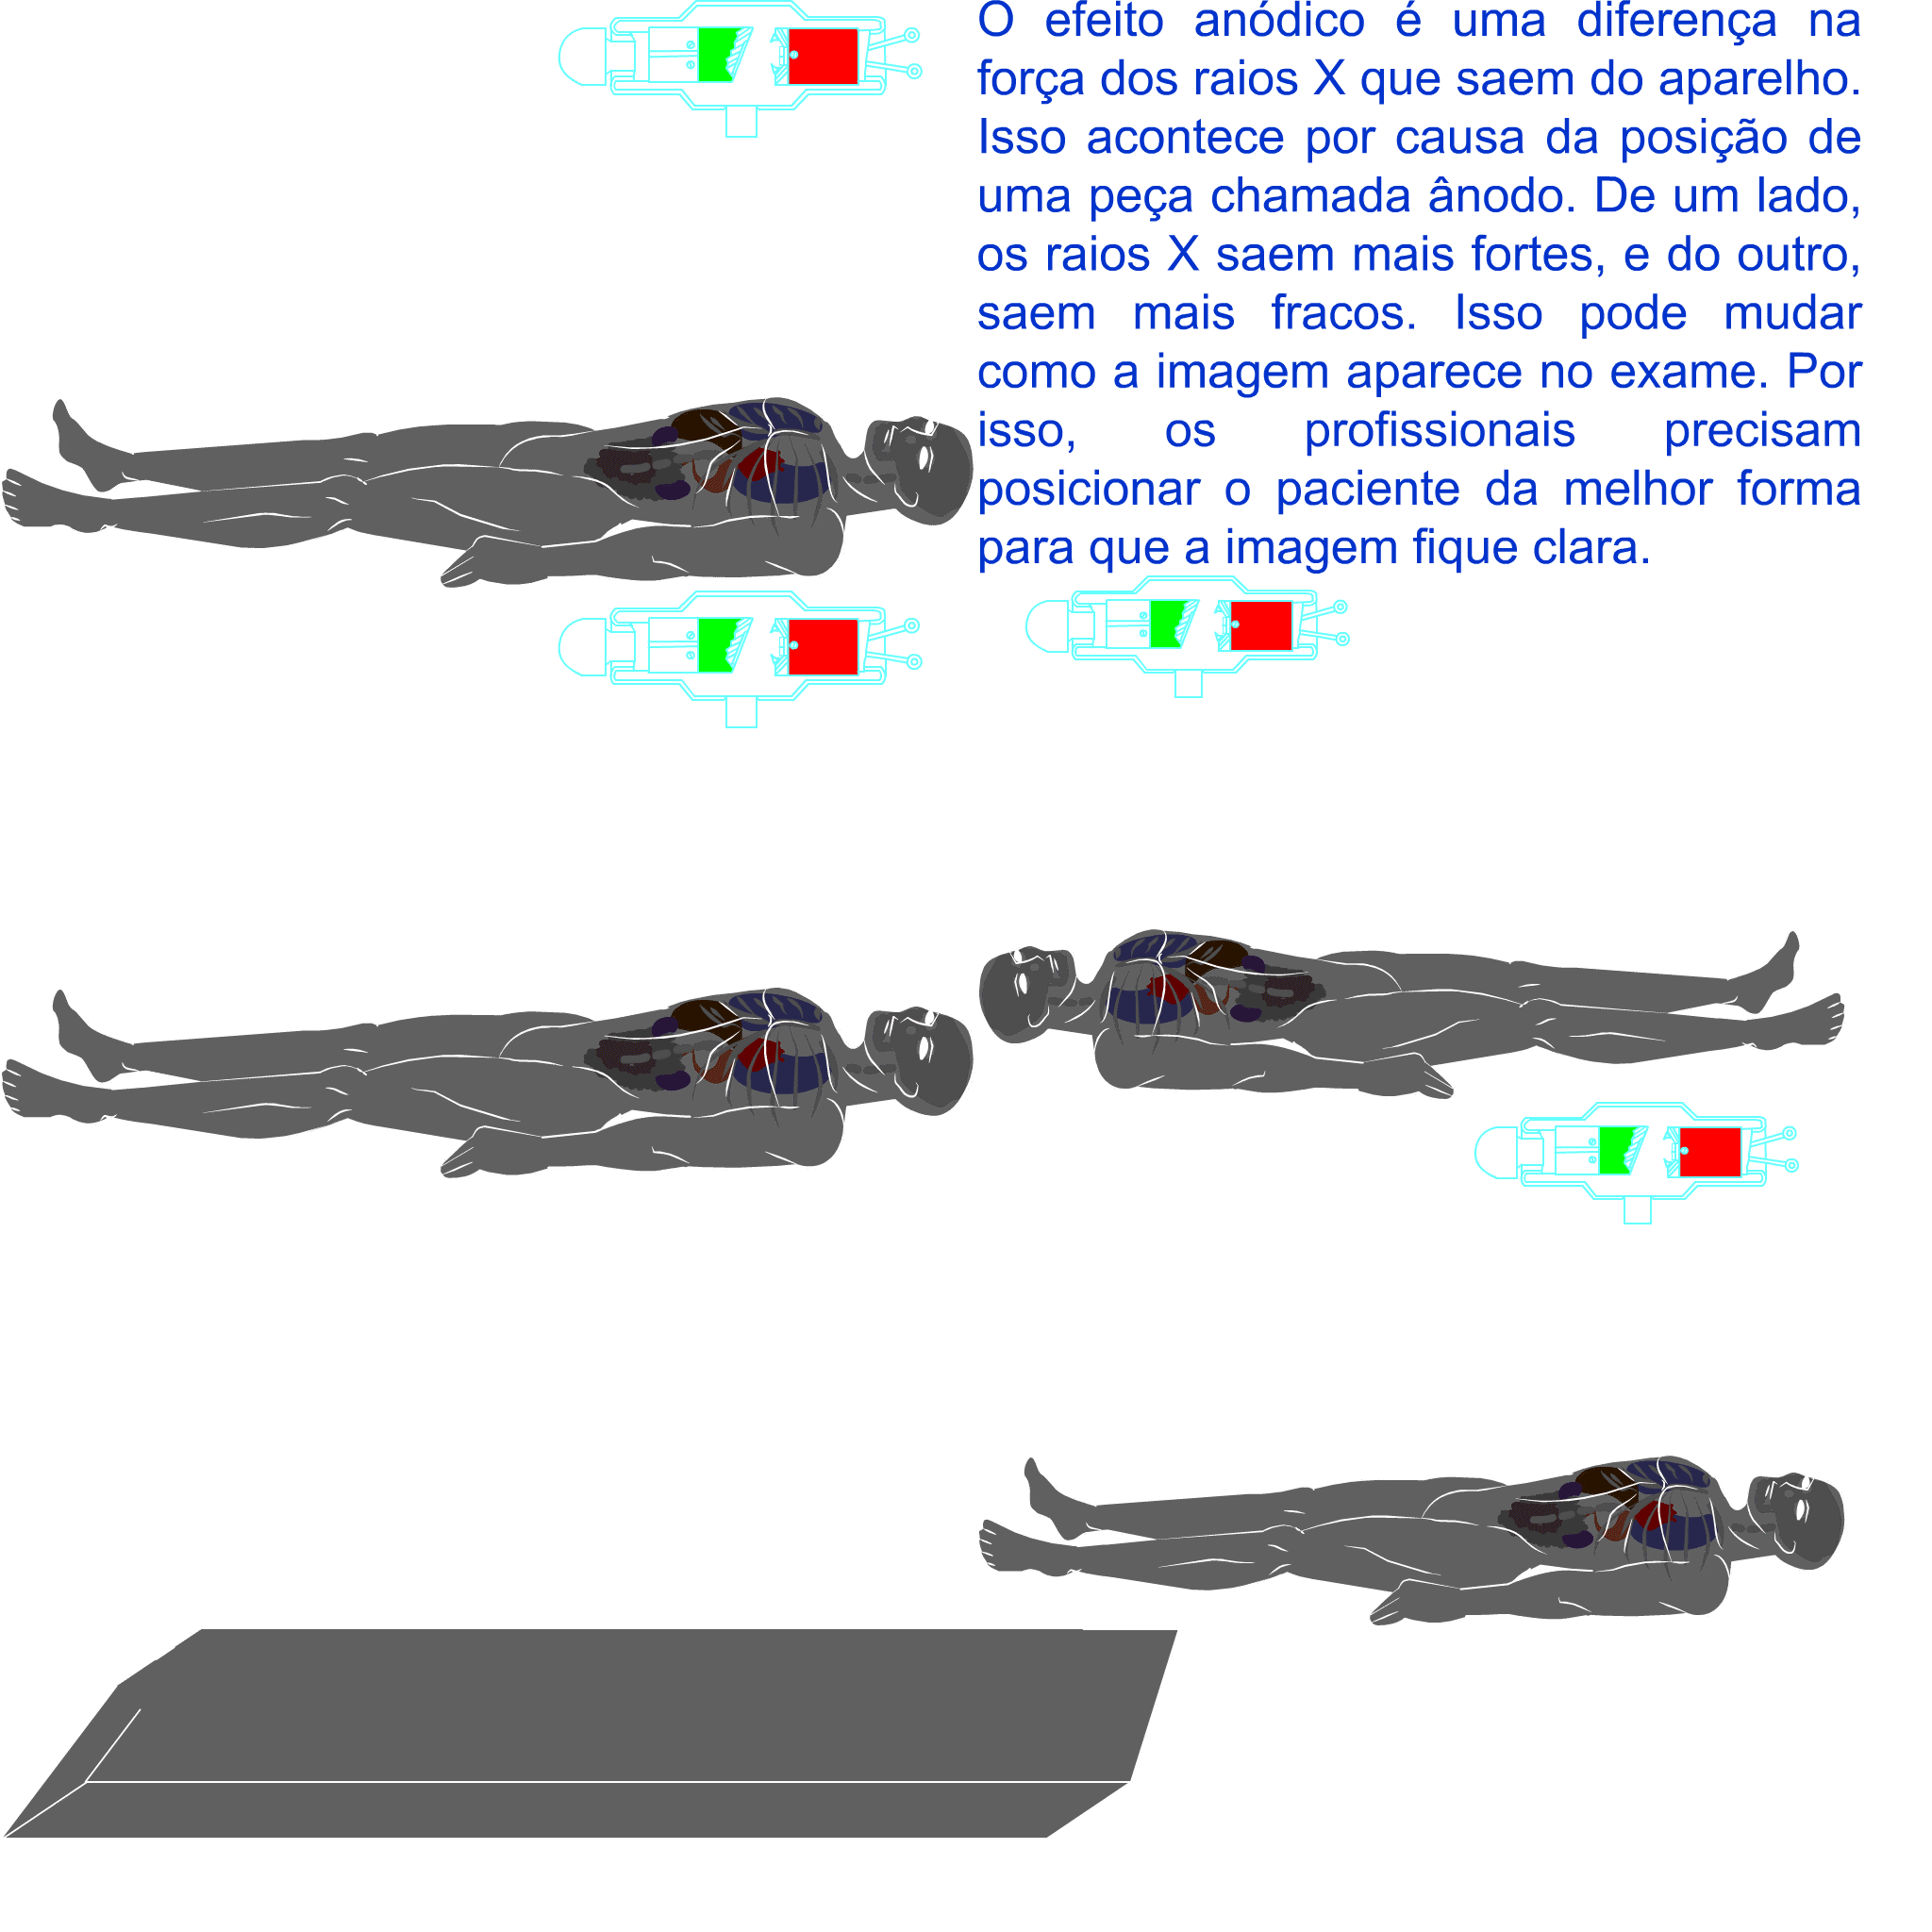 O efeito anódico é uma diferença na
força dos raios X que saem do aparelho.
Isso acontece por causa da posição de
uma peça chamada ânodo. De um lado,
os raios X saem mais fortes, e do outro,
saem mais fracos. Isso pode mudar
como a imagem aparece no exame. Por
isso, os profissionais precisam
posicionar o paciente da melhor forma
para que a imagem fique clara.